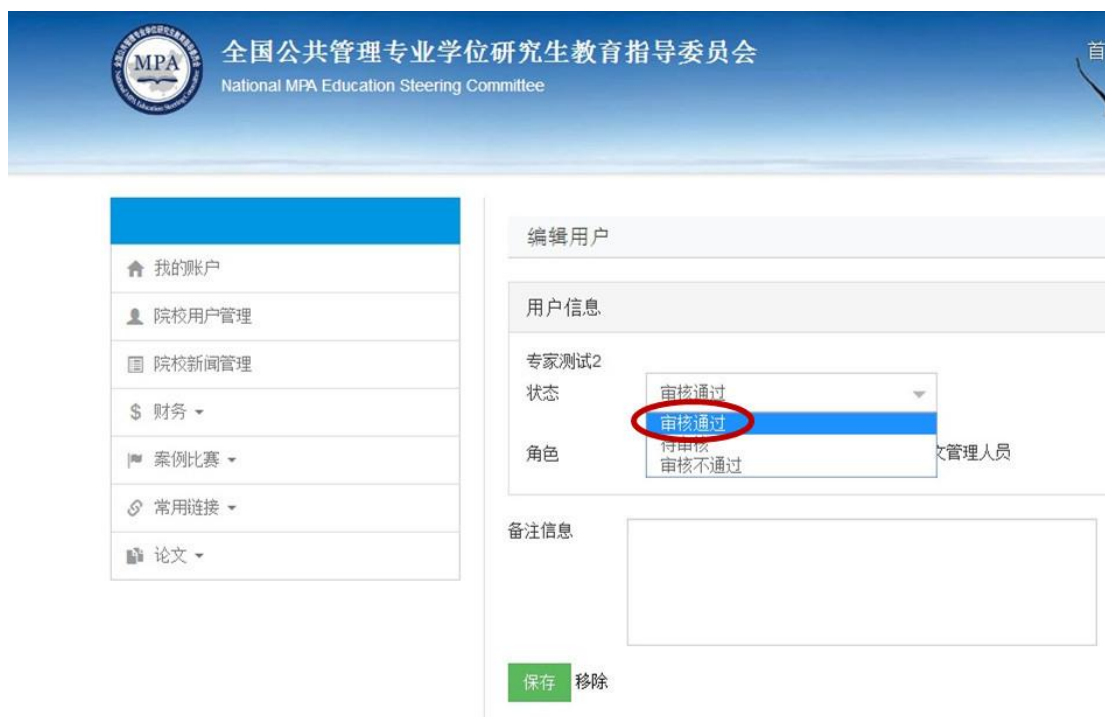 MPA
全国公共管理专业学位研究生教育指导委员会
National MPA Education Steering Committee
首
编辑用户
我的账户
院校用户管理
院校新闻管理
$ 财务
案例比赛
常用链接
论文
用户信息
专家测试2
状态
审核通过
审核通过
待审核
审核不通过
角色
文管理人员
备注信息
保存 移除